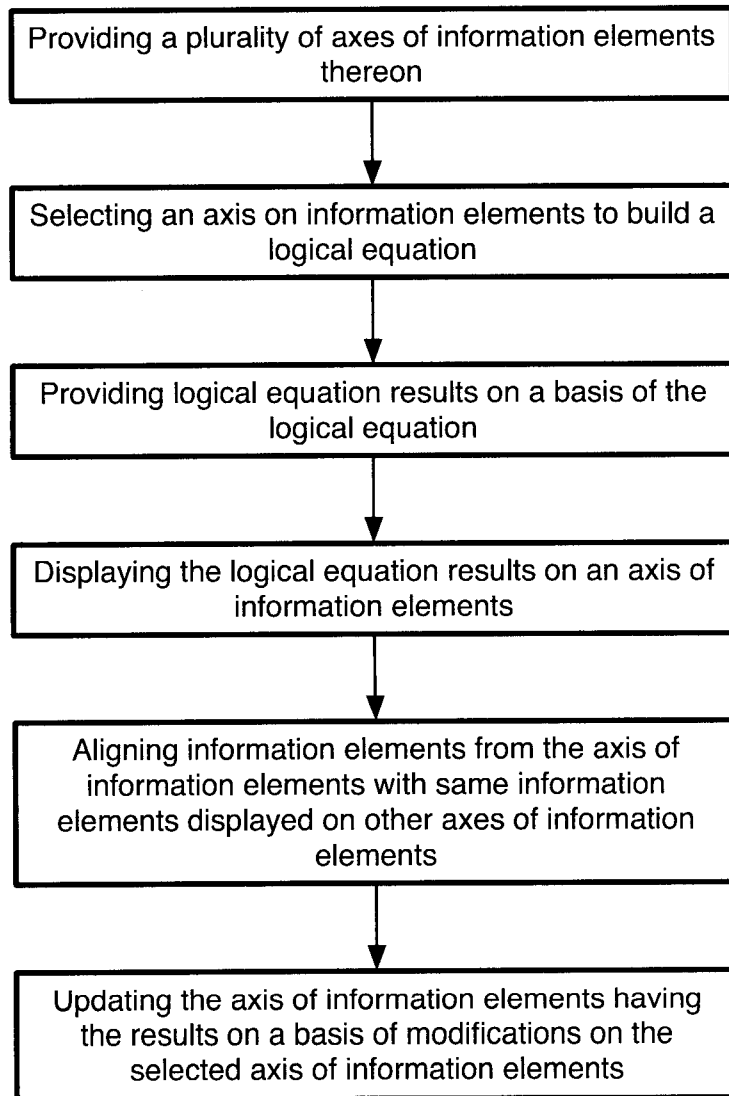 Providing a plurality of axes of information elements
thereon
Selecting an axis on information elements to build a
logical equation
Providing logical equation results on a basis of the
logical equation
Displaying the logical equation results on an axis of
information elements
Aligning information elements from the axis of
information elements with same information
elements displayed on other axes of information
elements
Updating the axis of information elements having
the results on a basis of modifications on the
selected axis of information elements